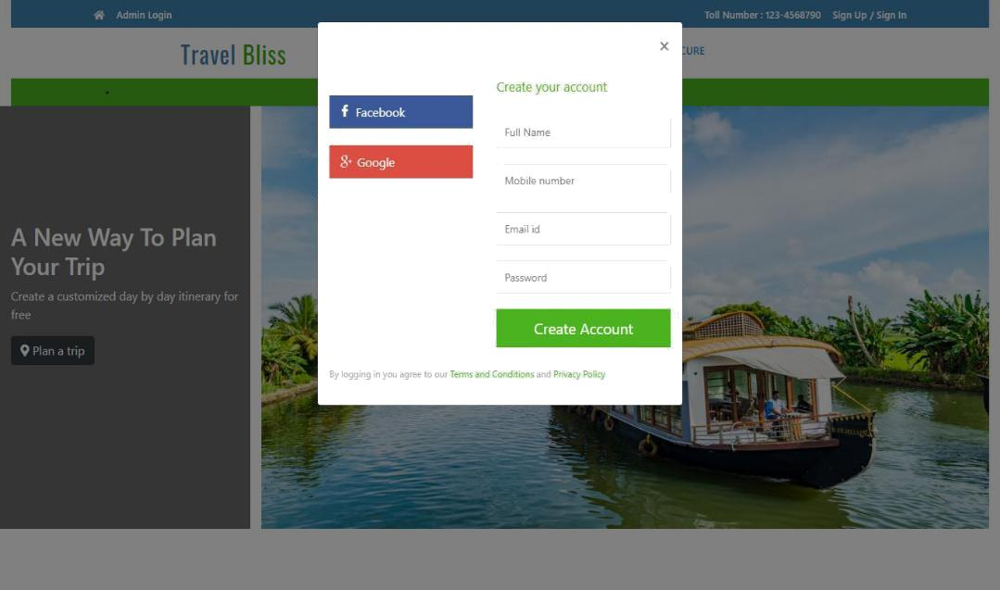 Admin Login
Toll Number : 123-4568790 Sign Up / Sign In
Travel Bliss
×
CURE
Create your account
Facebook
Google
Full Name
Mobile number
Email id
Password
Create Account
By logging in you agree to our Terms and Conditions and Privacy Policy
A New Way To Plan
Your Trip
Create a customized day by day itinerary for
free
Plan a trip